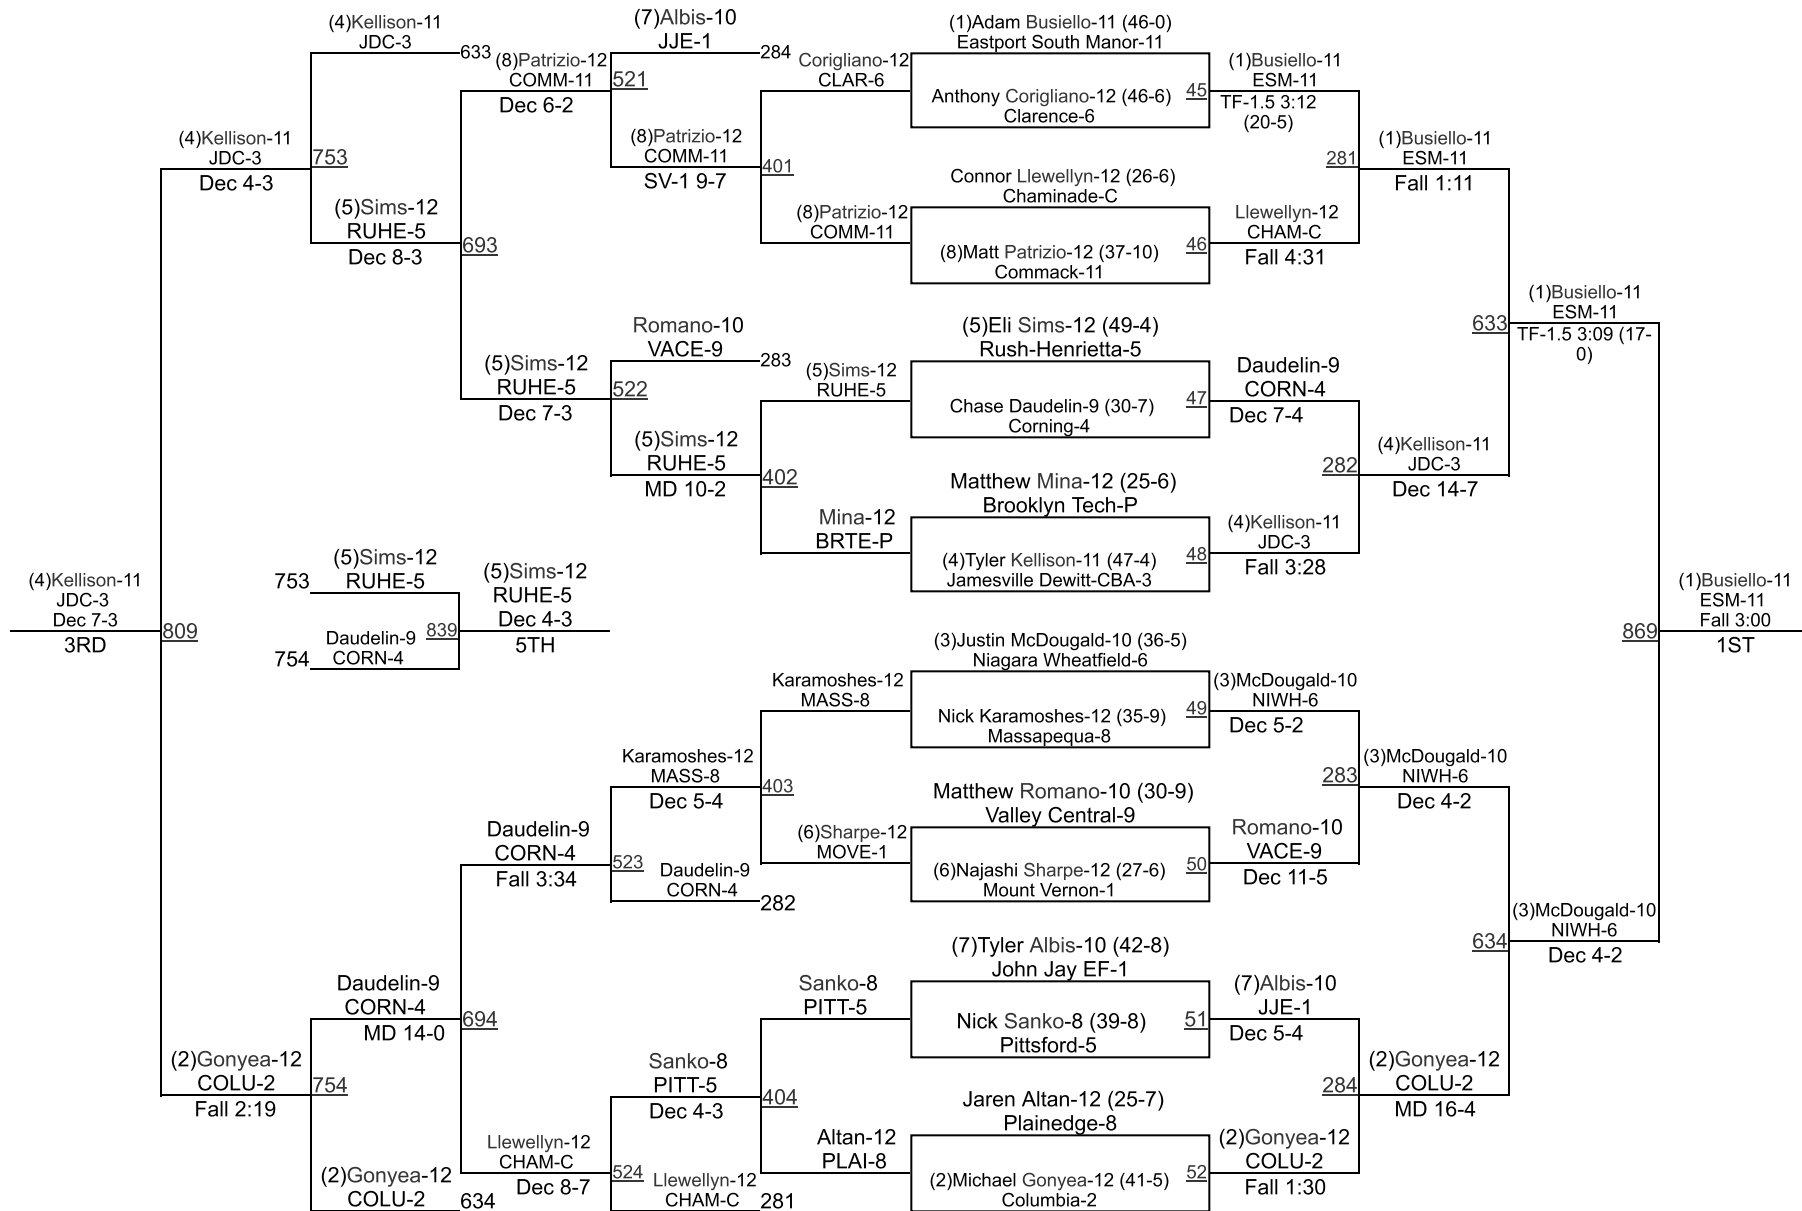 (4)Kellison-11
JDC-3
633
(8)Patrizio-12
COMM-11
Dec 6-2
(7)Albis-10
JJE-1
284
521
Corigliano-12
CLAR-6
(1)Adam Busiello-11 (46-0)
Eastport South Manor-11
Anthony Corigliano-12 (46-6)
Clarence-6
45
(1)Busiello-11
ESM-11
TF-1.5 3:12
(20-5)
(4)Kellison-11
JDC-3
Dec 4-3
753
(8)Patrizio-12
COMM-11
SV-1 9-7
401
Connor Llewellyn-12 (26-6)
Chaminade-C
281
(1)Busiello-11
ESM-11
Fall 1:11
(5)Sims-12
RUHE-5
Dec 8-3
693
(8)Patrizio-12
COMM-11
(8)Matt Patrizio-12 (37-10)
Commack-11
46
Llewellyn-12
CHAM-C
Fall 4:31
Romano-10
VACE-9
283
(5)Eli Sims-12 (49-4)
Rush-Henrietta-5
633
(1)Busiello-11
ESM-11
TF-1.5 3:09 (17-
0)
(5)Sims-12
RUHE-5
Dec 7-3
522
(5)Sims-12
RUHE-5
Chase Daudelin-9 (30-7)
Corning-4
47
Daudelin-9
CORN-4
Dec 7-4
(5)Sims-12
RUHE-5
MD 10-2
402
Matthew Mina-12 (25-6)
Brooklyn Tech-P
282
(4)Kellison-11
JDC-3
Dec 14-7
Mina-12
BRTE-P
(4)Tyler Kellison-11 (47-4)
Jamesville Dewitt-CBA-3
48
(4)Kellison-11
JDC-3
Fall 3:28
(4)Kellison-11
JDC-3
Dec 7-3
3RD
809
753
(5)Sims-12
RUHE-5
754
Daudelin-9
CORN-4
839
(5)Sims-12
RUHE-5
Dec 4-3
5TH
869
(1)Busiello-11
ESM-11
Fall 3:00
1ST
(3)Justin McDougald-10 (36-5)
Niagara Wheatfield-6
Karamoshes-12
MASS-8
Nick Karamoshes-12 (35-9)
Massapequa-8
49
(3)McDougald-10
NIWH-6
Dec 5-2
Karamoshes-12
MASS-8
Dec 5-4
403
Matthew Romano-10 (30-9)
Valley Central-9
283
(3)McDougald-10
NIWH-6
Dec 4-2
Daudelin-9
CORN-4
Fall 3:34
523
Daudelin-9
CORN-4
282
(6)Sharpe-12
MOVE-1
(6)Najashi Sharpe-12 (27-6)
Mount Vernon-1
50
Romano-10
VACE-9
Dec 11-5
634
(3)McDougald-10
NIWH-6
Dec 4-2
Daudelin-9
CORN-4
MD 14-0
694
Sanko-8
PITT-5
(7)Tyler Albis-10 (42-8)
John Jay EF-1
Nick Sanko-8 (39-8)
Pittsford-5
51
(7)Albis-10
JJE-1
Dec 5-4
(2)Gonyea-12
COLU-2
Fall 2:19
754
Sanko-8
PITT-5
Dec 4-3
404
Jaren Altan-12 (25-7)
Plainedge-8
284
(2)Gonyea-12
COLU-2
MD 16-4
(2)Gonyea-12
COLU-2
634
Llewellyn-12
CHAM-C
Dec 8-7
524
Llewellyn-12
CHAM-C
281
Altan-12
PLAI-8
(2)Michael Gonyea-12 (41-5)
Columbia-2
52
(2)Gonyea-12
COLU-2
Fall 1:30